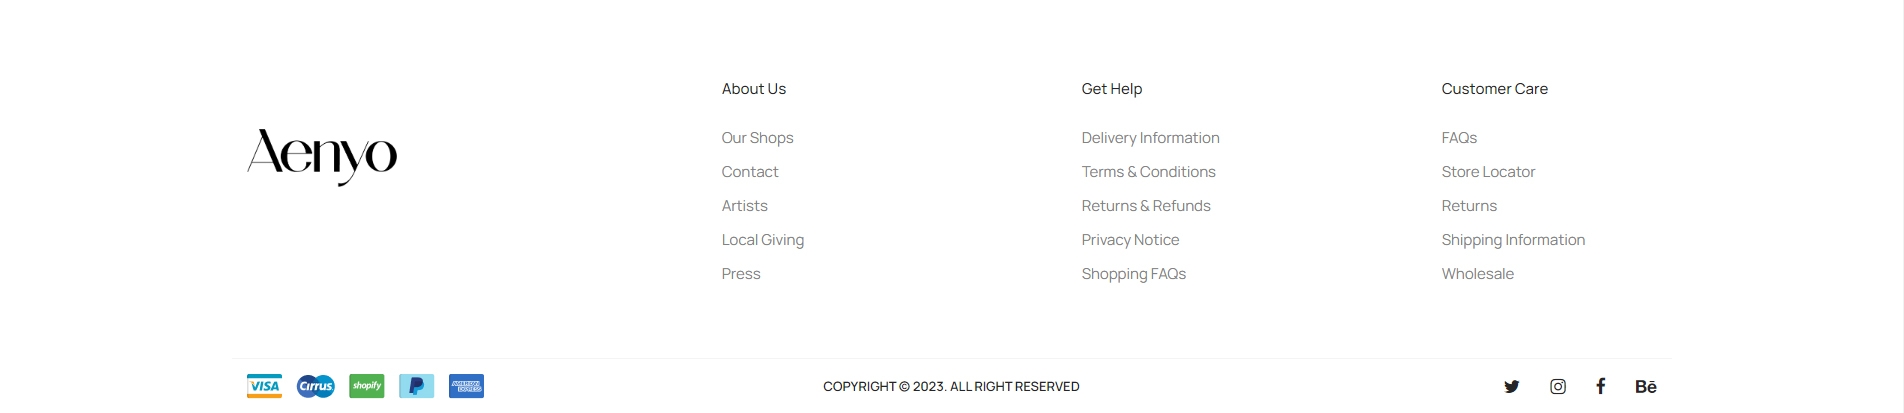 Aenyo
About Us
Our Shops
Contact
Artists
Local Giving
Press
Get Help
Delivery Information
Terms & Conditions
Returns & Refunds
Privacy Notice
Shopping FAQs
Customer Care
FAQs
Store Locator
Returns
Shipping Information
Wholesale
VISA
Cirrus
shopify
P
AMERICAN
EXPRESS
COPYRIGHT © 2023. ALL RIGHT RESERVED
Bē